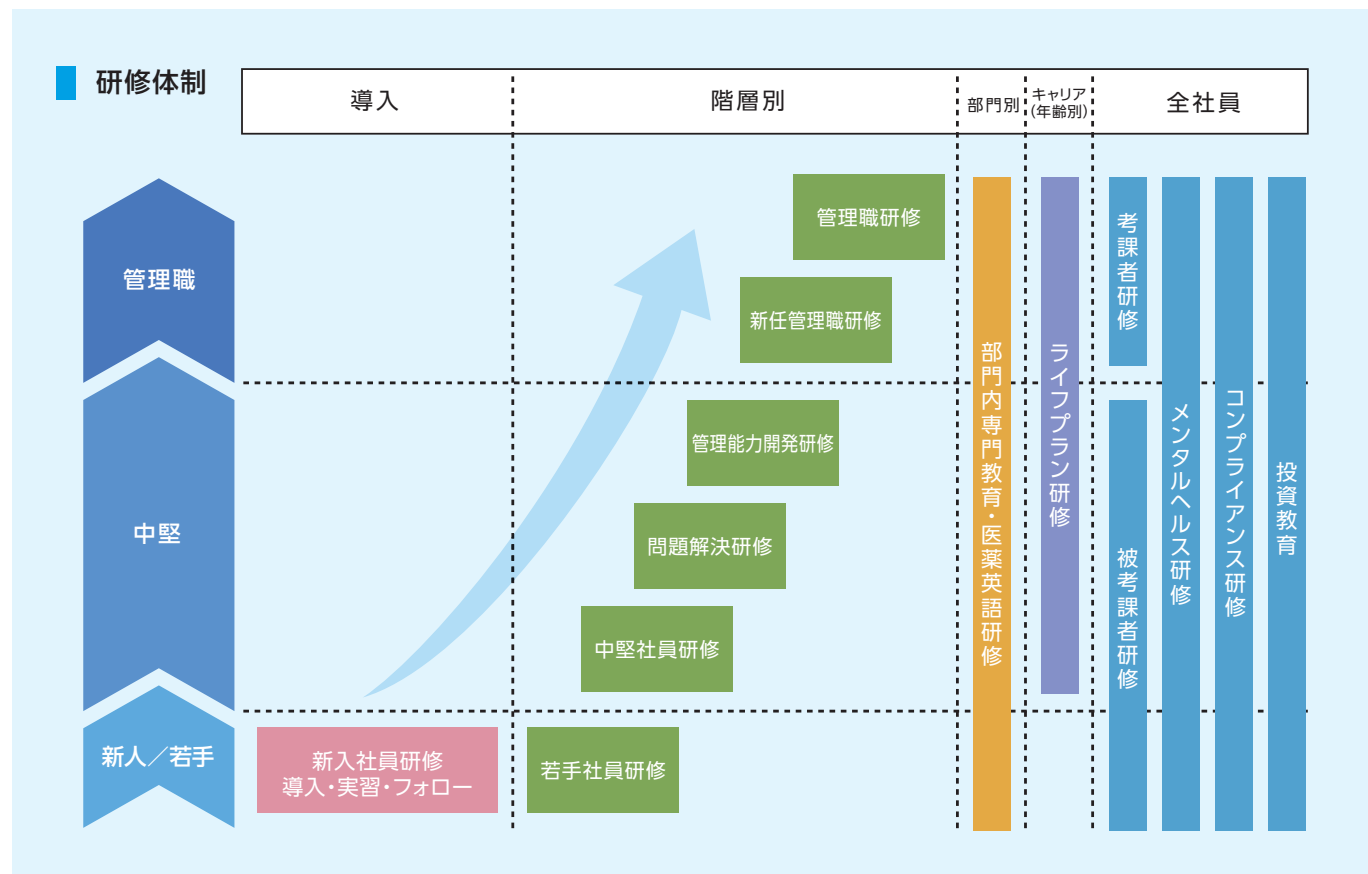 研修体制
導入
階層別
部門別
キャリア
(年齢別)
全社員
管理職
中堅
新人／若手
管理職研修
新任管理職研修
管理能力開発研修
問題解決研修
中堅社員研修
新入社員研修
導入・実習・フォロー
若手社員研修
部門内専門教育・医薬英語研修
ライフプラン研修
考課者研修
被考課者研修
メンタルヘルス研修
コンプライアンス研修
投資教育